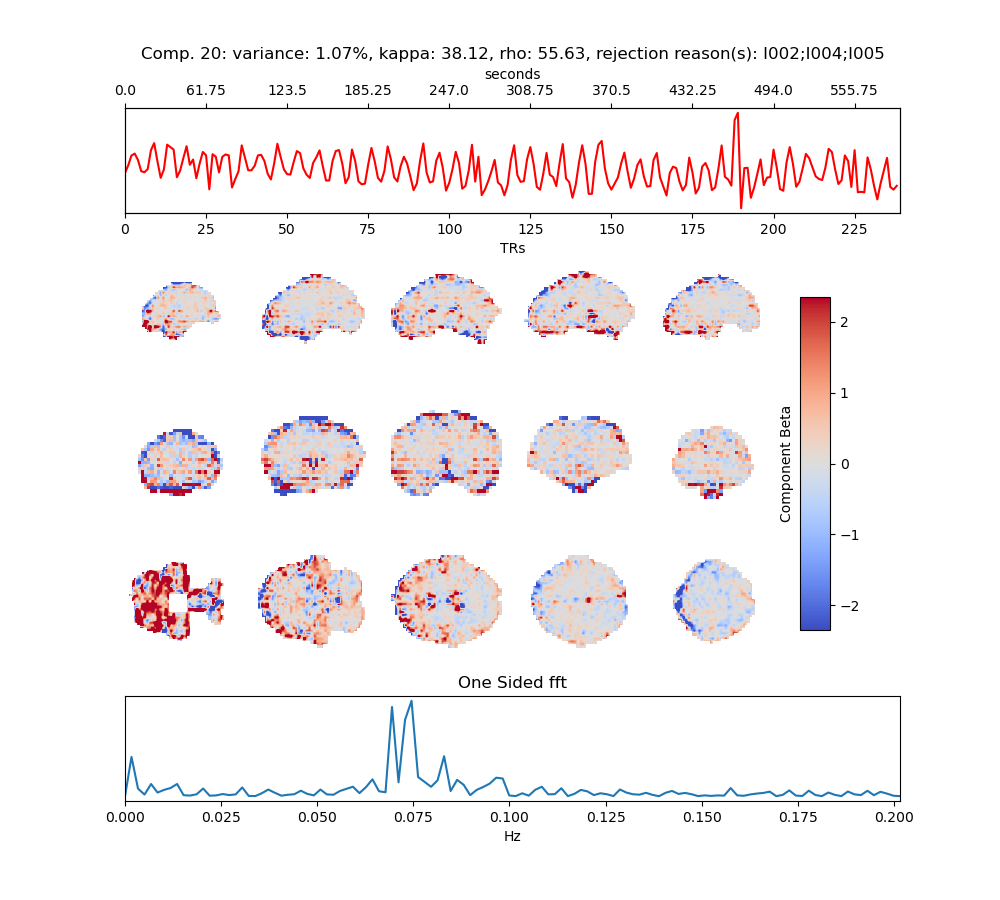 Comp. 20: variance: 1.07%, kappa: 38.12, rho: 55.63, rejection reason(s): I002;I004;I005
seconds
0.0 61.75 123.5 185.25 247.0 308.75 370.5 432.25 494.0 555.75
0 25 50 75 100 125 150 175 200 225
TRs
2
1
0
−1
−2
Component Beta
One Sided fft
0.000 0.025 0.050 0.075 0.100 0.125 0.150 0.175 0.200
Hz